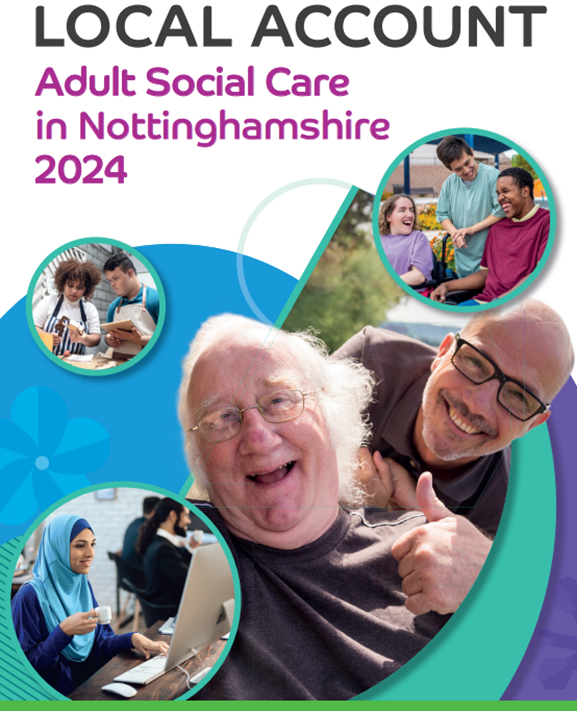 LOCAL ACCOUNT
Adult Social Care
in Nottinghamshire
2024